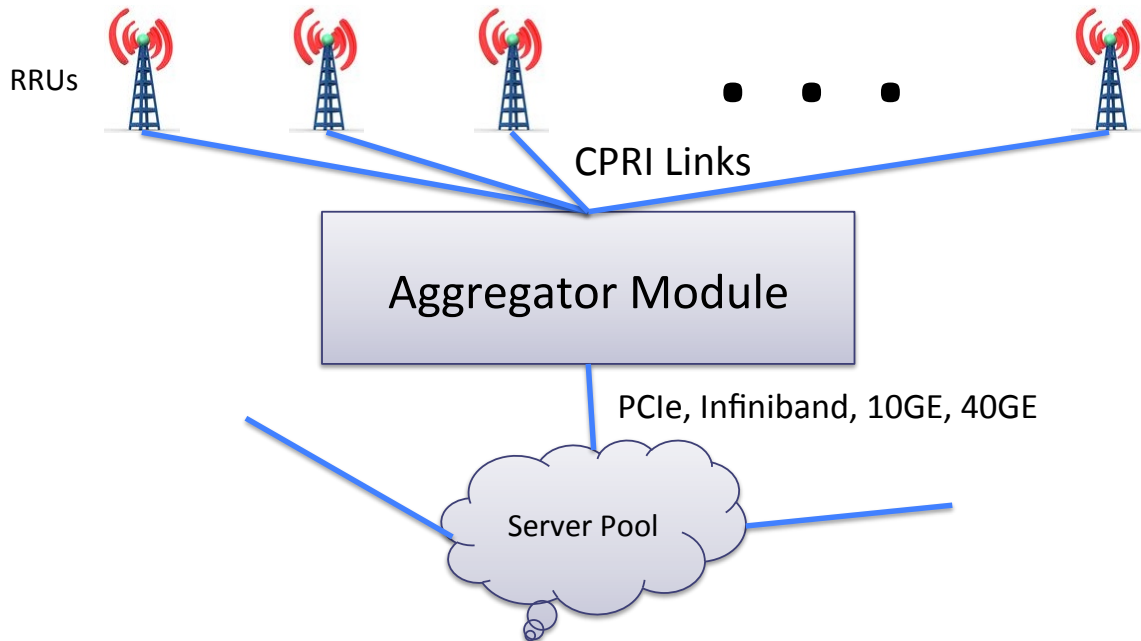 RRUs
CPRI Links
Aggregator Module
PCIe, Infiniband, 10GE, 40GE
Server Pool